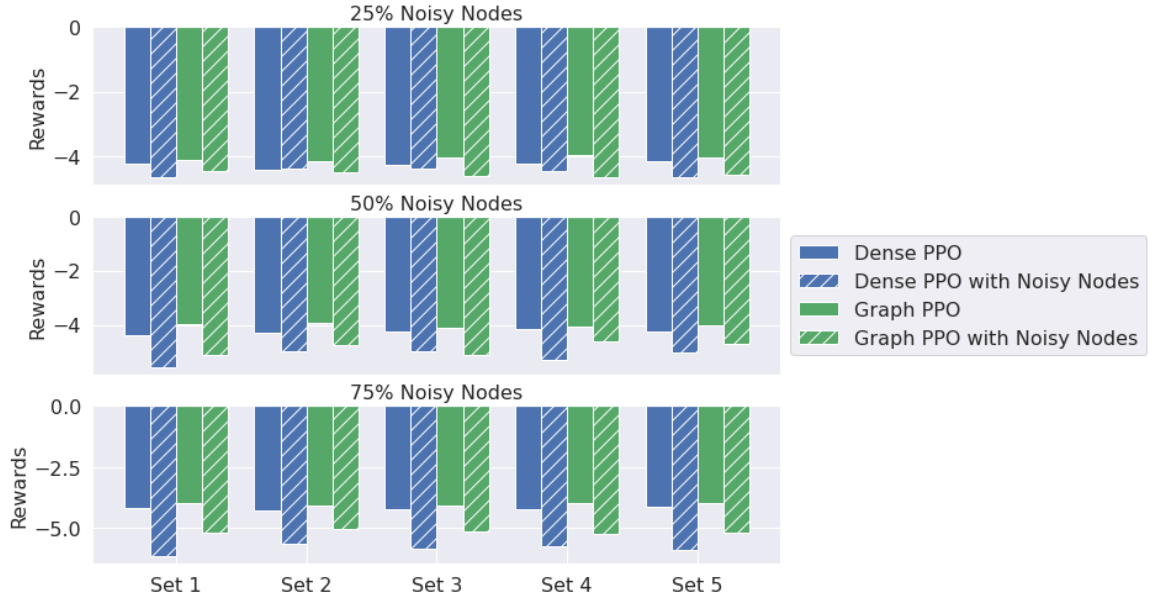 25% Noisy Nodes
0
−2
−4
Rewards
50% Noisy Nodes
0
−2
−4
Rewards
Dense PPO
Dense PPO with Noisy Nodes
Graph PPO
Graph PPO with Noisy Nodes
75% Noisy Nodes
0.0
−2.5
−5.0
Rewards
Set 1 Set 2 Set 3 Set 4 Set 5